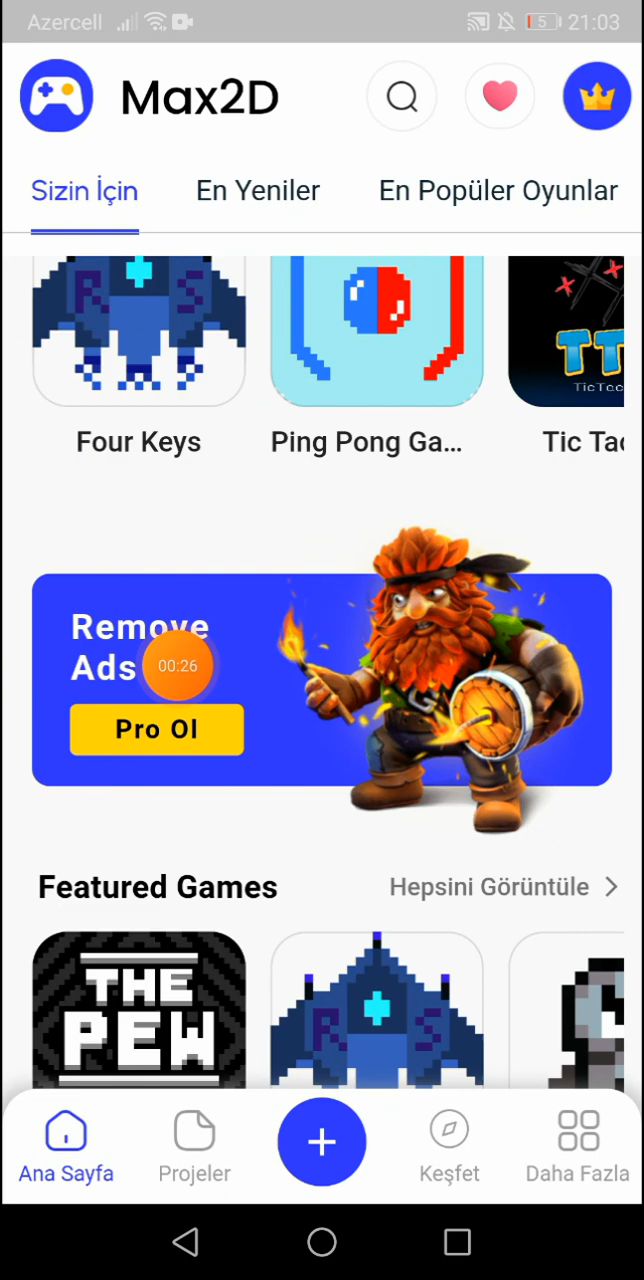 Azercell 5 21:03
Max2D
Sizin İçin En Yeniler En Popüler Oyunlar
R S
TicTac
Four Keys Ping Pong Ga... Tic Tac
Remove
Ads 00:26
Pro Ol
G
Featured Games Hepsini Görüntüle
THE
PEW
R S
Ana Sayfa Projeler + Keşfet Daha Fazla